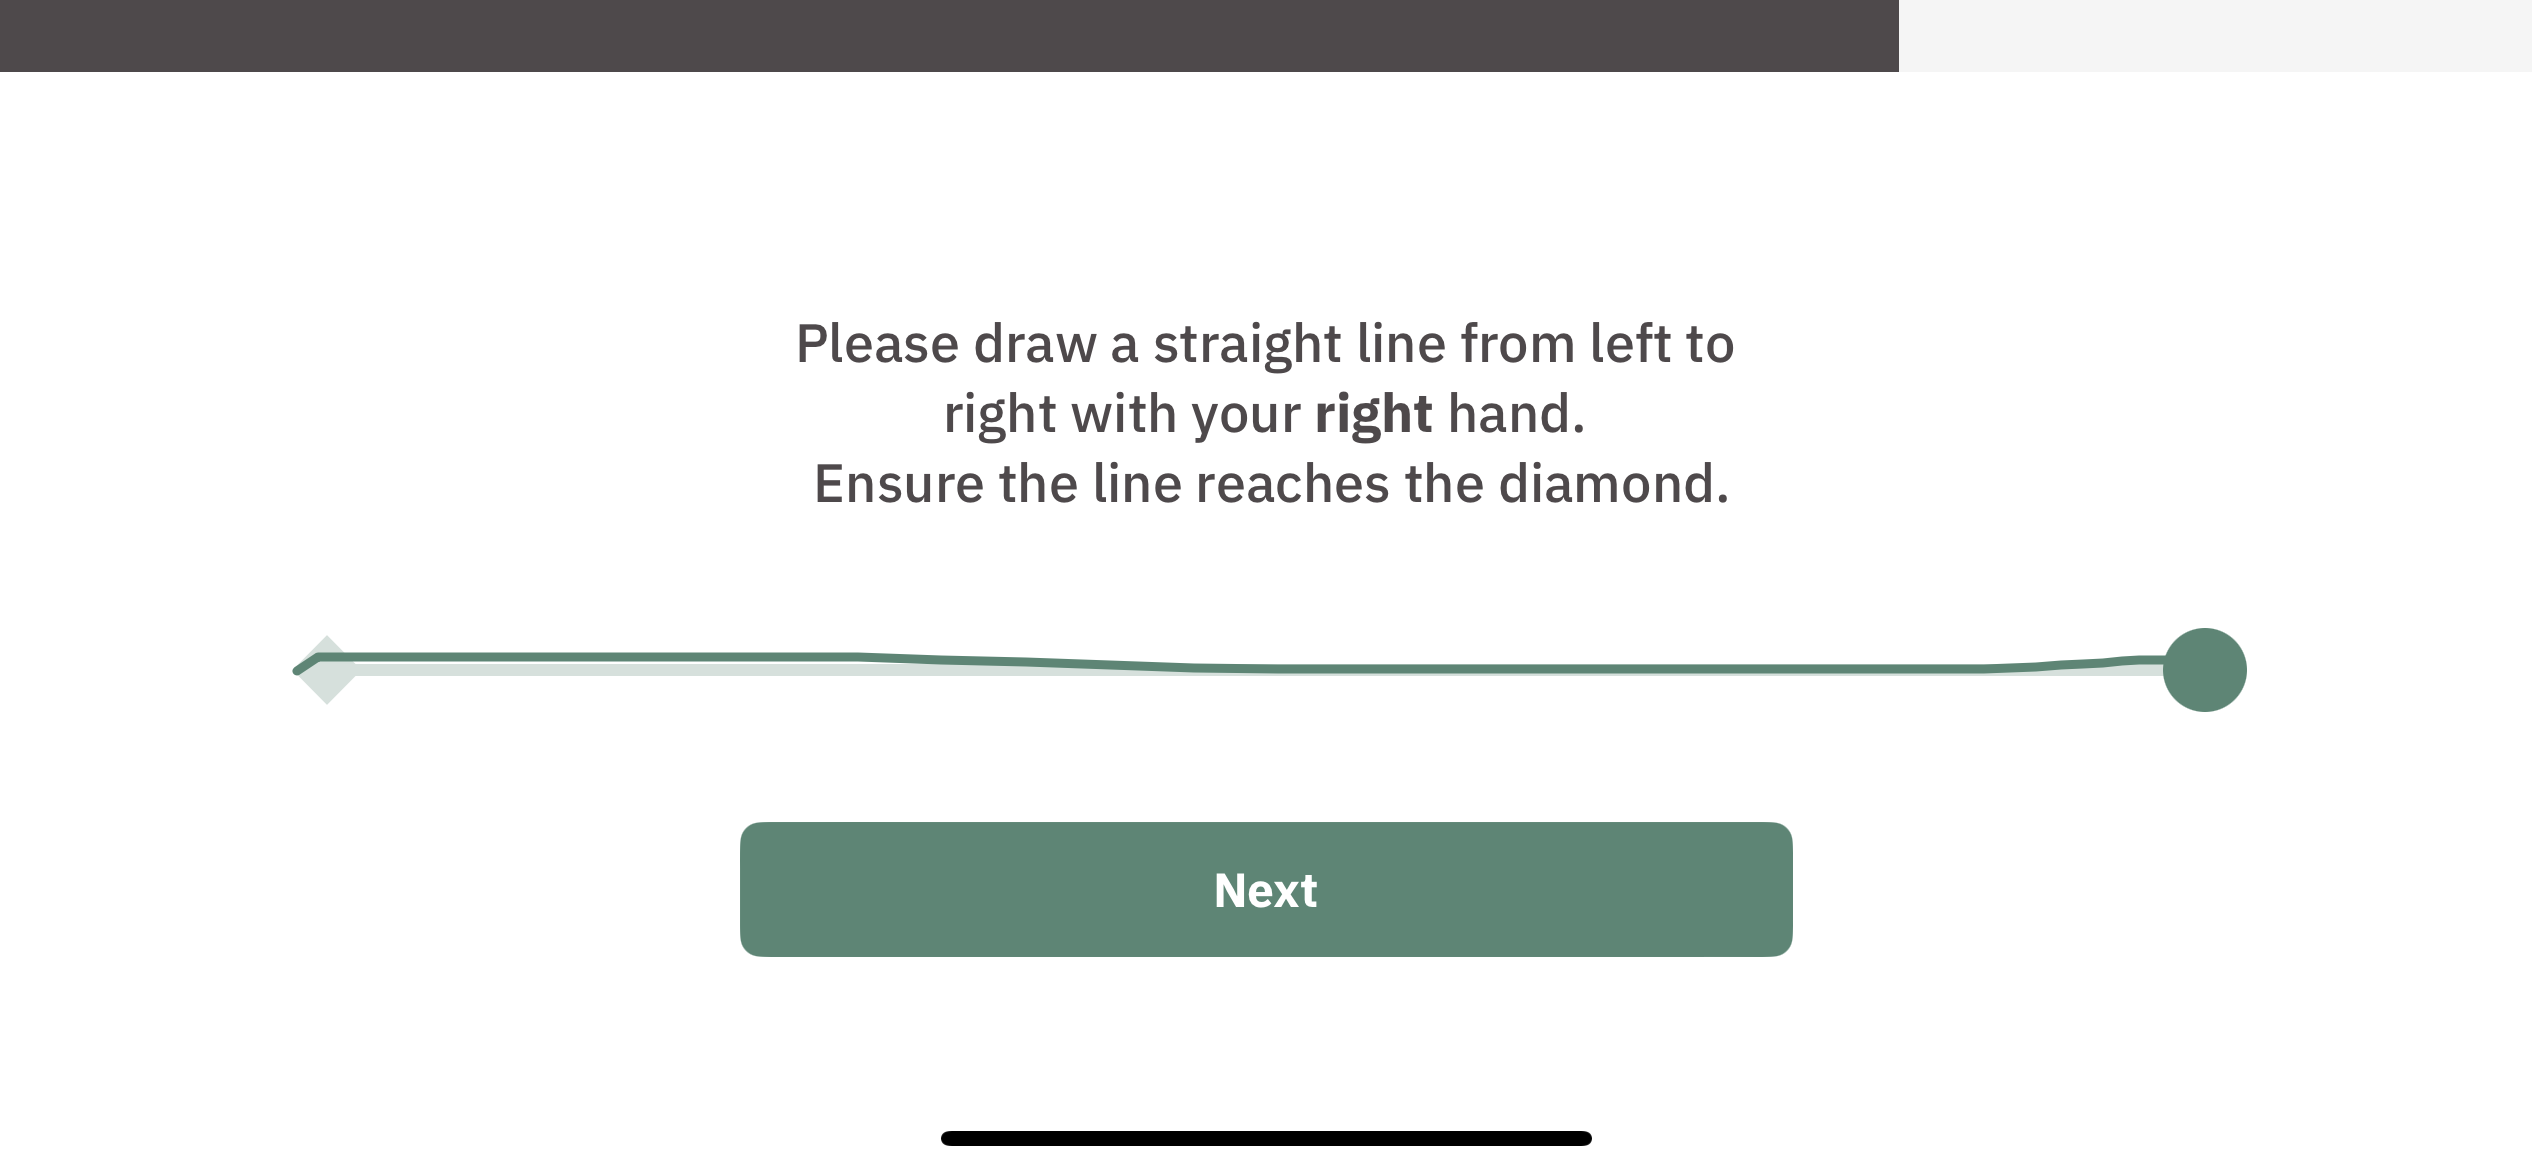 Please draw a straight line from left to
right with your right hand.
Ensure the line reaches the diamond.
Next